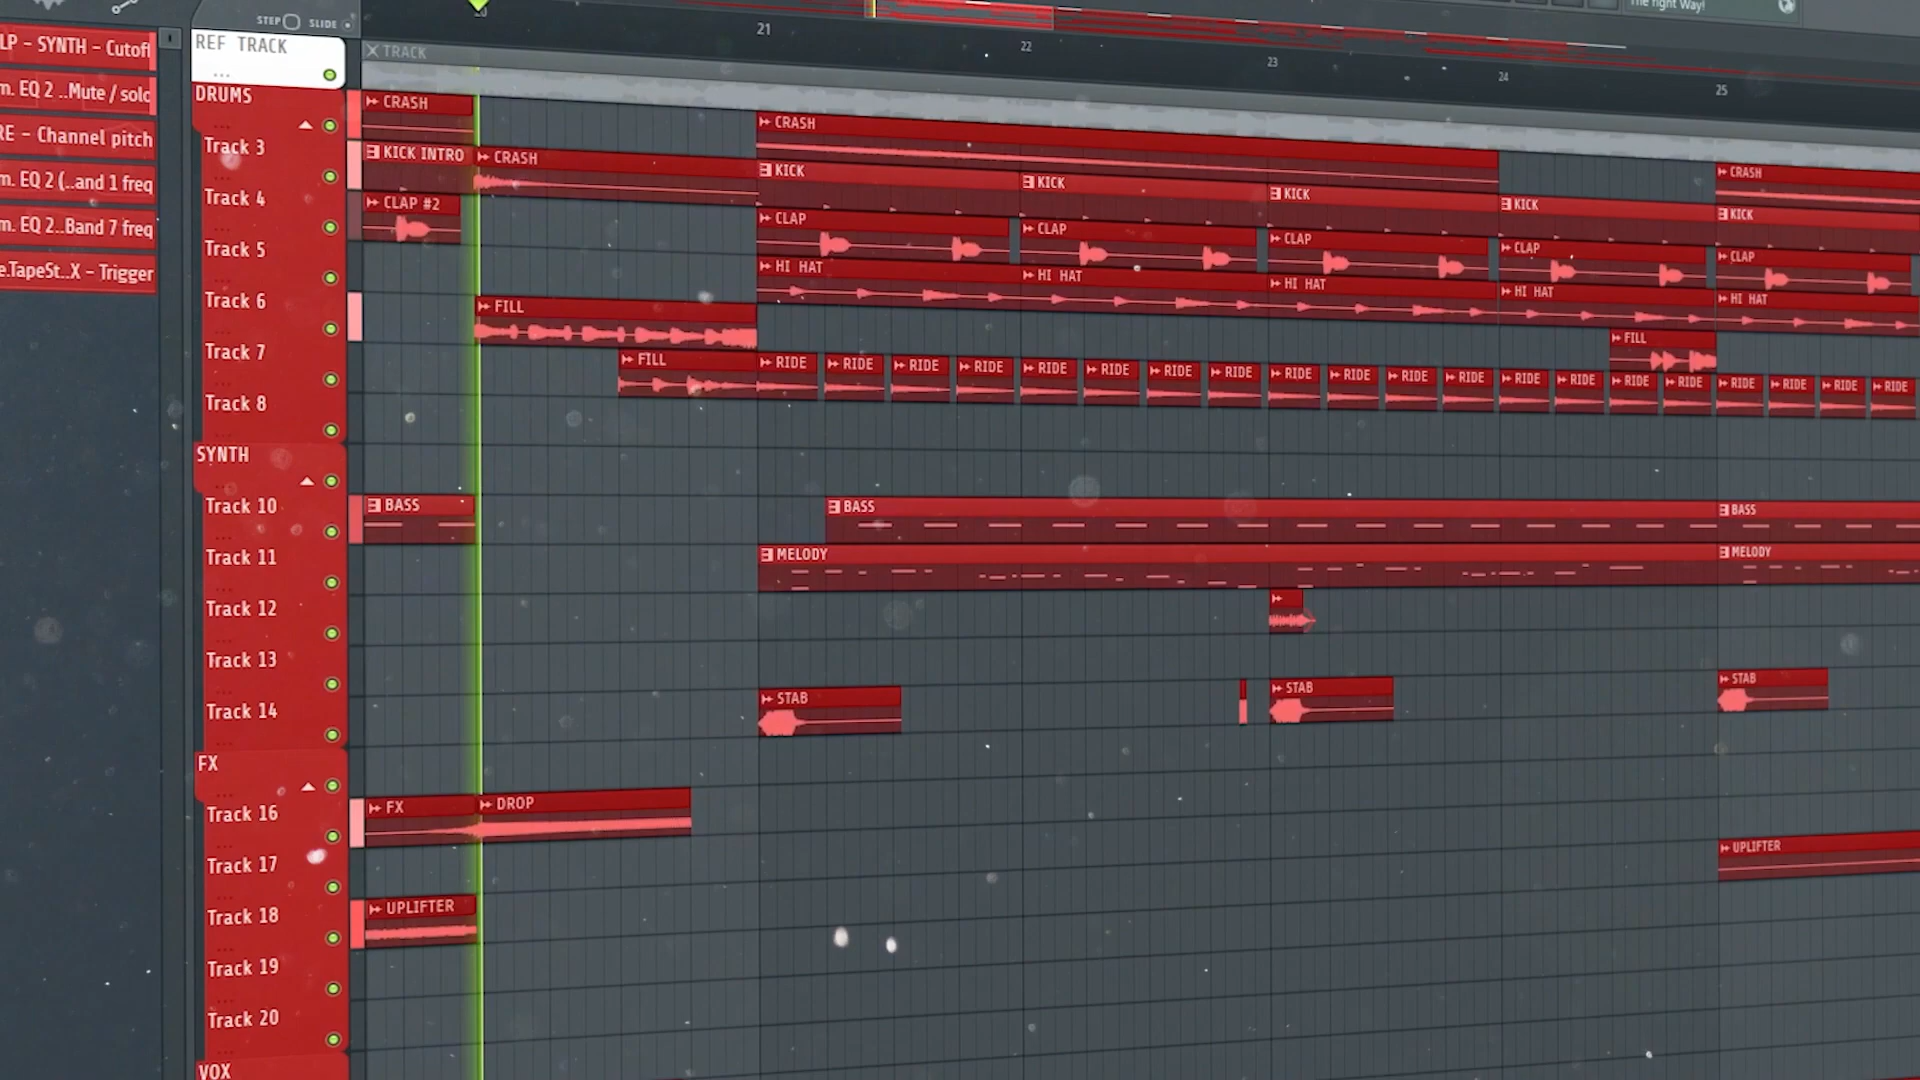 The right Way!
STEP SLIDE
20 21 22 23 24 25
LP - SYNTH - Cutoff
m. EQ 2 ..Mute / solo
RE - Channel pitch
m. EQ 2 (..and 1 freq
m. EQ 2..Band 7 freq
e.TapeSt..X - Trigger
REF TRACK
TRACK
DRUMS
CRASH CRASH CRASH
Track 3
KICK INTRO CRASH KICK KICK KICK KICK KICK
Track 4
CLAP #2 CLAP CLAP CLAP CLAP CLAP
Track 5
HI HAT HI HAT HI HAT HI HAT HI HAT
Track 6
FILL FILL
Track 7
FILL RIDE RIDE RIDE RIDE RIDE RIDE RIDE RIDE RIDE RIDE RIDE RIDE RIDE RIDE RIDE RIDE RIDE RIDE RIDE RIDE
Track 8
SYNTH
Track 10
BASS BASS BASS
Track 11
MELODY MELODY
Track 12
Track 13
Track 14
STAB STAB STAB
FX
Track 16
FX DROP
Track 17
UPLIFTER
Track 18
UPLIFTER
Track 19
Track 20
VOX